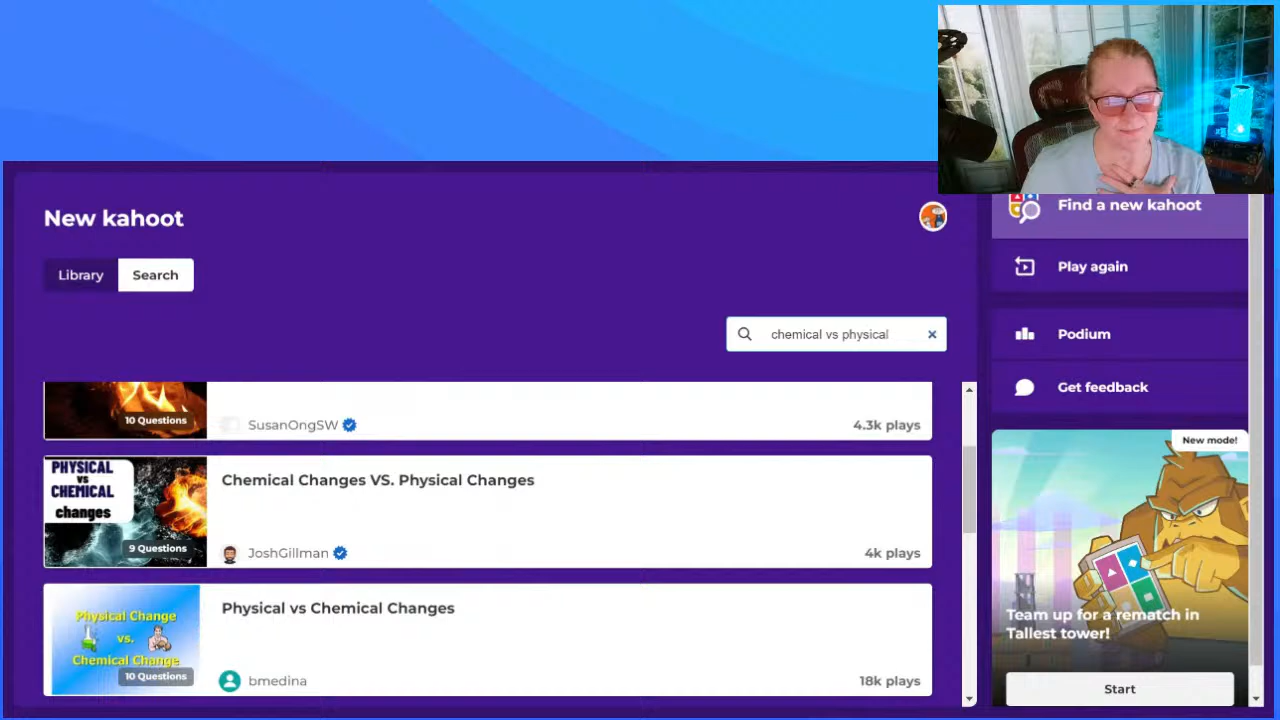 New kahoot
Library
Search
chemical vs physical
10 Questions
SusanOngSW
4.3k plays
PHYSICAL
vs
CHEMICAL
changes
9 Questions
Chemical Changes VS. Physical Changes
JoshGillman
4k plays
Physical Change
vs.
Chemical Change
10 Questions
Physical vs Chemical Changes
bmedina
18k plays
Find a new kahoot
Play again
Podium
Get feedback
New mode!
Team up for a rematch in
Tallest tower!
Start